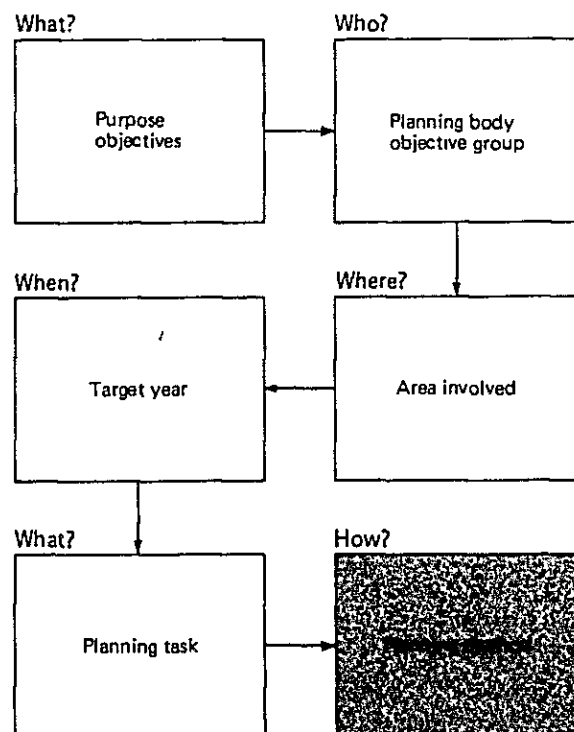 What?
Purpose
objectives
Who?
Planning body
objective group
When?
Target year
Where?
Area involved
What?
Planning task
How?